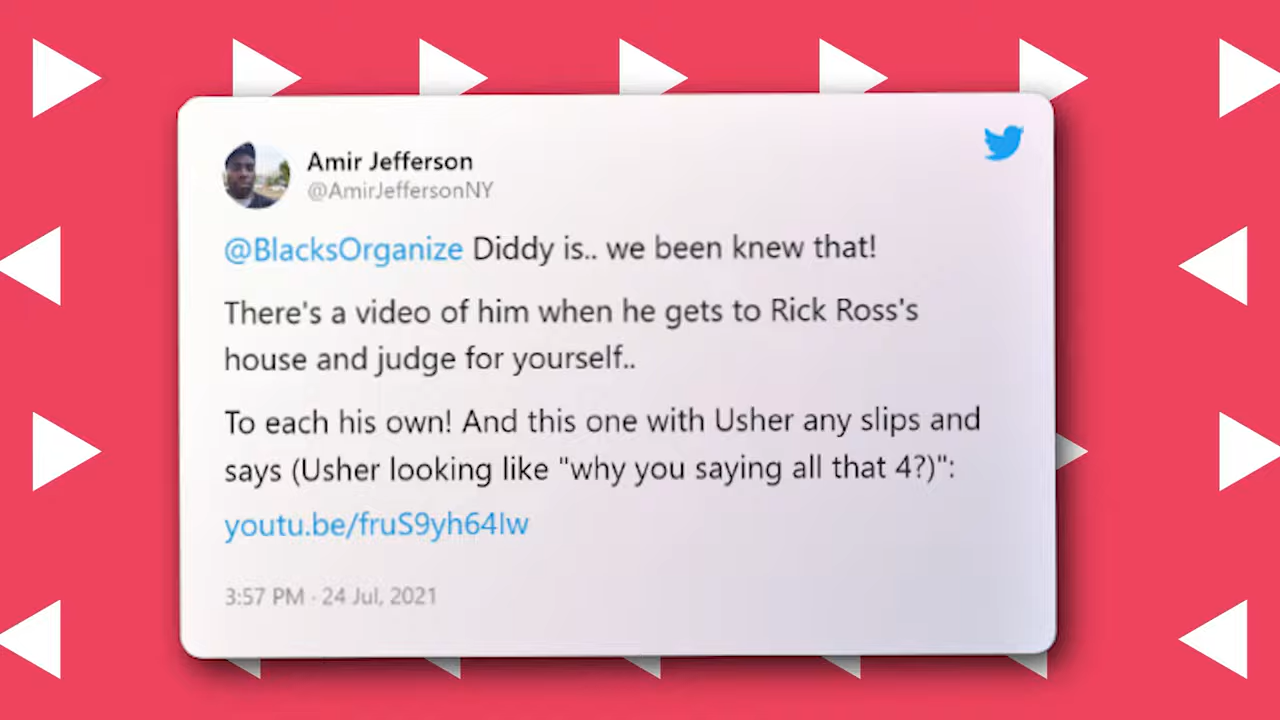 Amir Jefferson
@AmirJeffersonNY
@BlacksOrganize Diddy is.. we been knew that!
There's a video of him when he gets to Rick Ross's
house and judge for yourself..
To each his own! And this one with Usher any slips and
says (Usher looking like "why you saying all that 4?)":
youtu.be/fruS9yh64lw
3:57 PM · 24 Jul, 2021